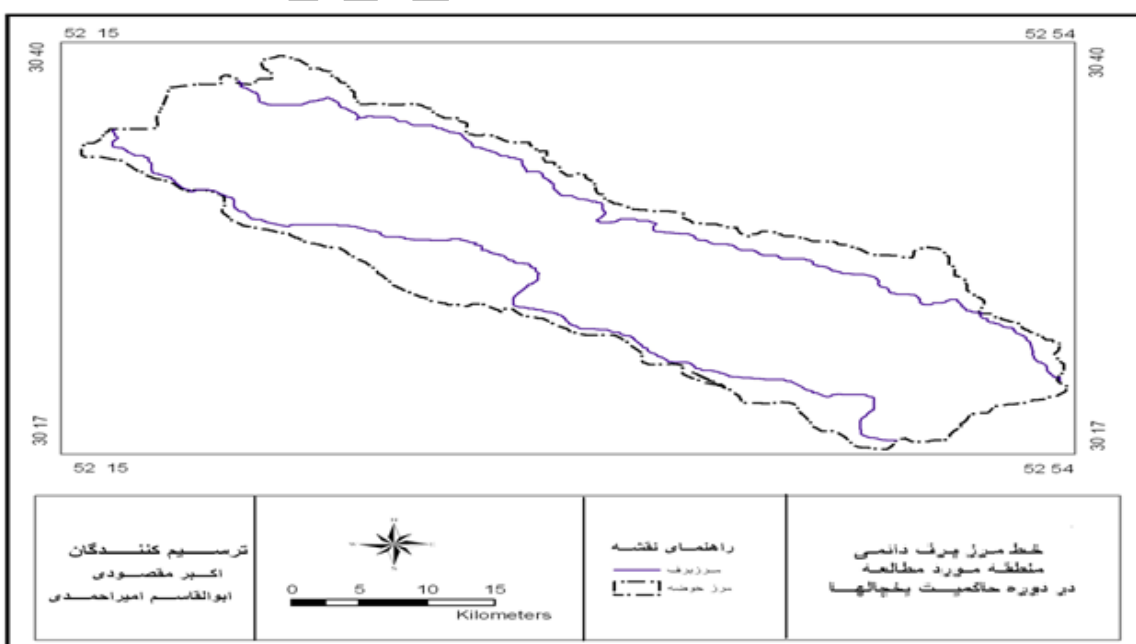 52 15
52 54
30 40
30 40
30 17
30 17
52 15
52 54
خط مرز برف دائمی
منطقه مورد مطالعه
در دوره حاکمیت یخچالها
راهنمای نقشه
مرزبرف
مرز حوضه
0 5 10 15
Kilometers
ترسیم کنندگان
اکبر مقصودی
ابوالقاسم امیراحمدی